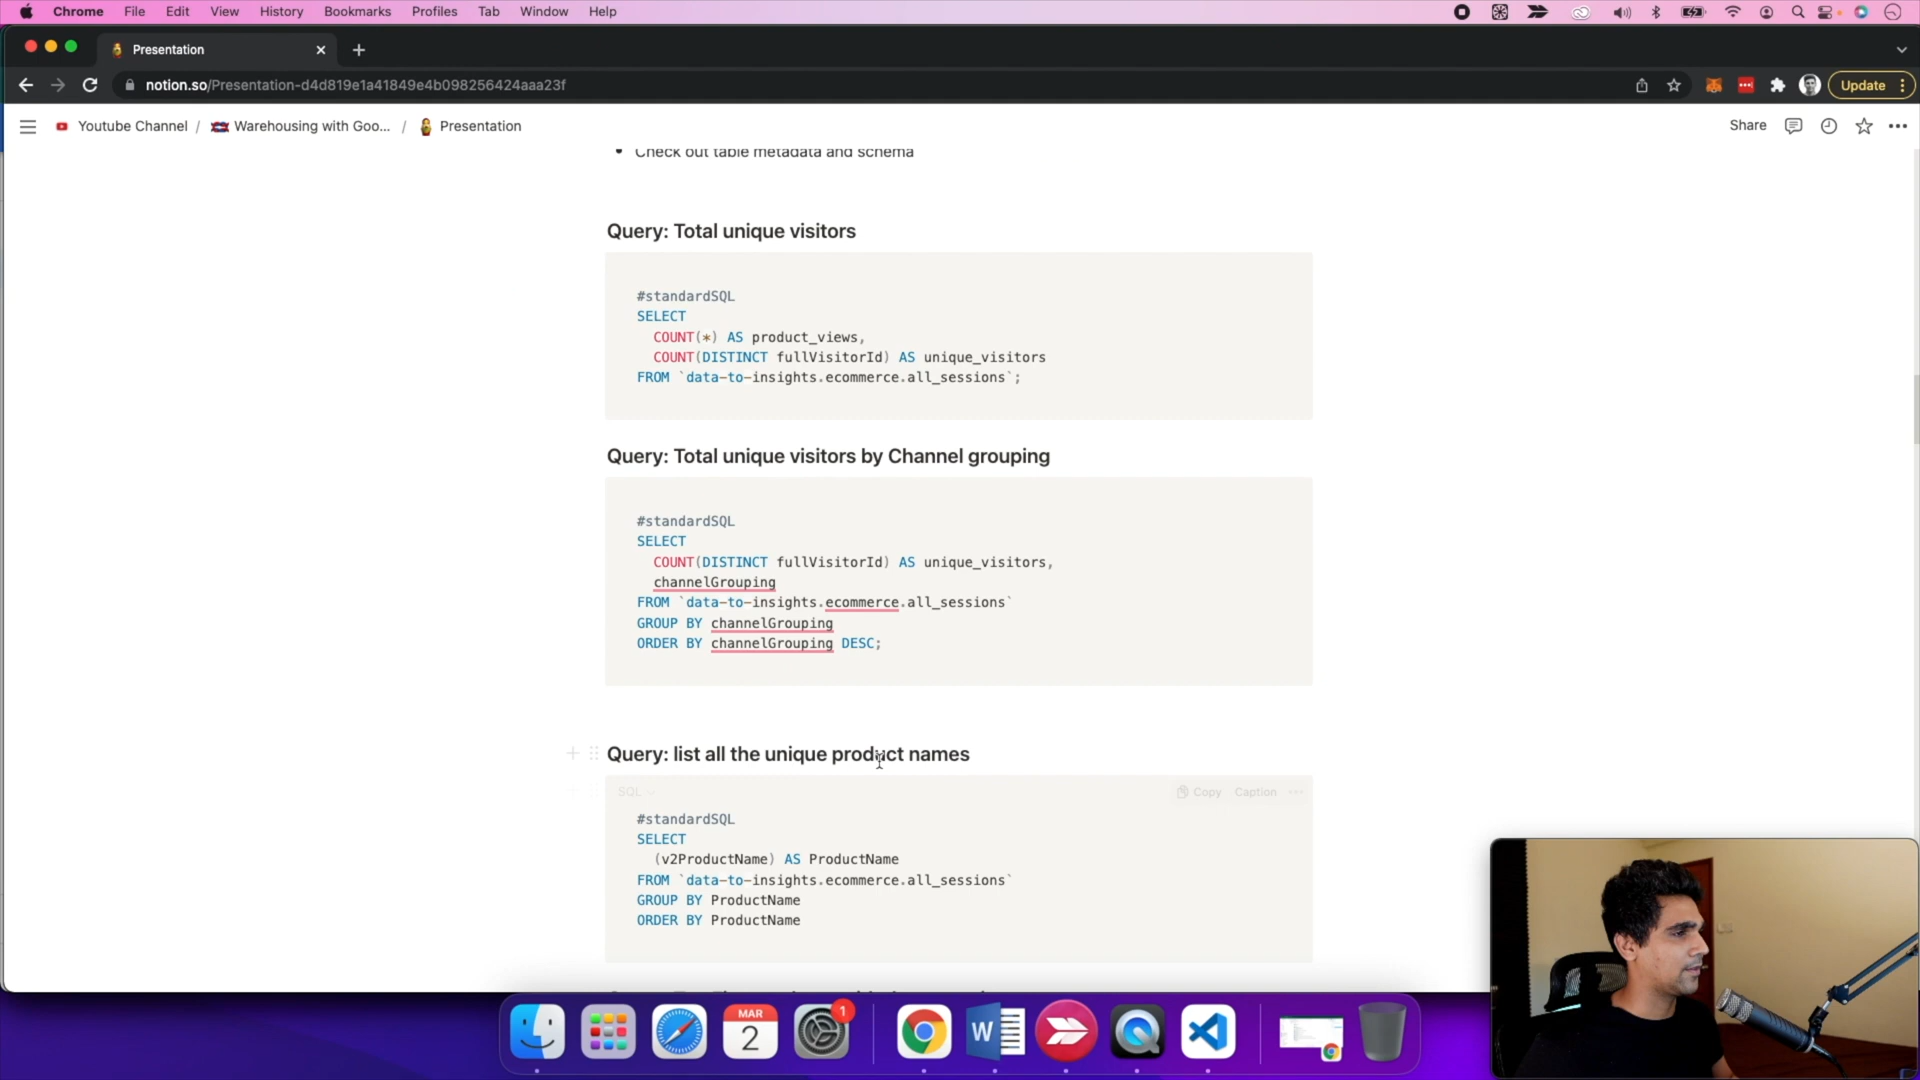 Chrome File Edit View History Bookmarks Profiles Tab Window Help
Presentation
notion.so/Presentation-d4d819e1a41849e4b098256424aaa23f
Update
Youtube Channel / Warehousing with Goo... / Presentation
Share
Check out table metadata and schema
Query: Total unique visitors
#standardSQL
SELECT
COUNT(*) AS product_views,
COUNT(DISTINCT fullVisitorId) AS unique_visitors
FROM `data-to-insights.ecommerce.all_sessions`;
Query: Total unique visitors by Channel grouping
#standardSQL
SELECT
COUNT(DISTINCT fullVisitorId) AS unique_visitors,
channelGrouping
FROM `data-to-insights.ecommerce.all_sessions`
GROUP BY channelGrouping
ORDER BY channelGrouping DESC;
Query: list all the unique product names
SQL Copy Caption
#standardSQL
SELECT
(v2ProductName) AS ProductName
FROM `data-to-insights.ecommerce.all_sessions`
GROUP BY ProductName
ORDER BY ProductName
MAR
2
1
W